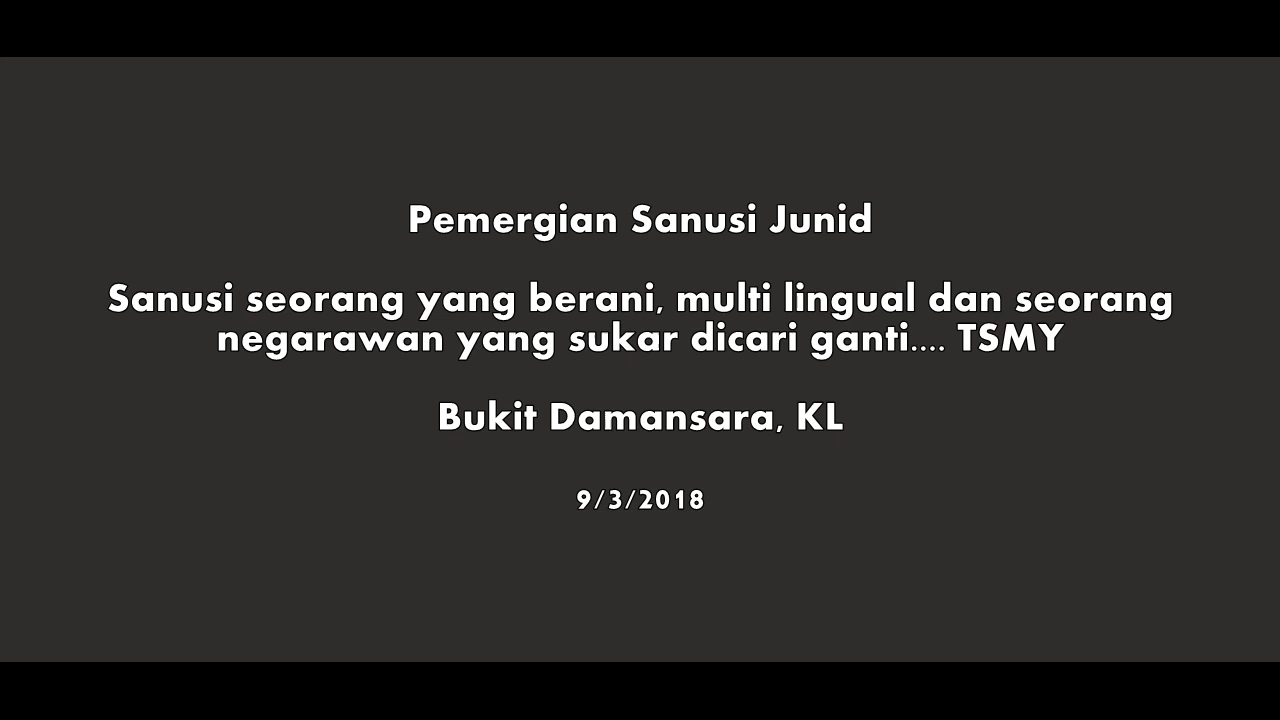 Pemergian Sanusi Junid
Sanusi seorang yang berani, multi lingual dan seorang
negarawan yang sukar dicari ganti.... TSMY
Bukit Damansara, KL
9/3/2018